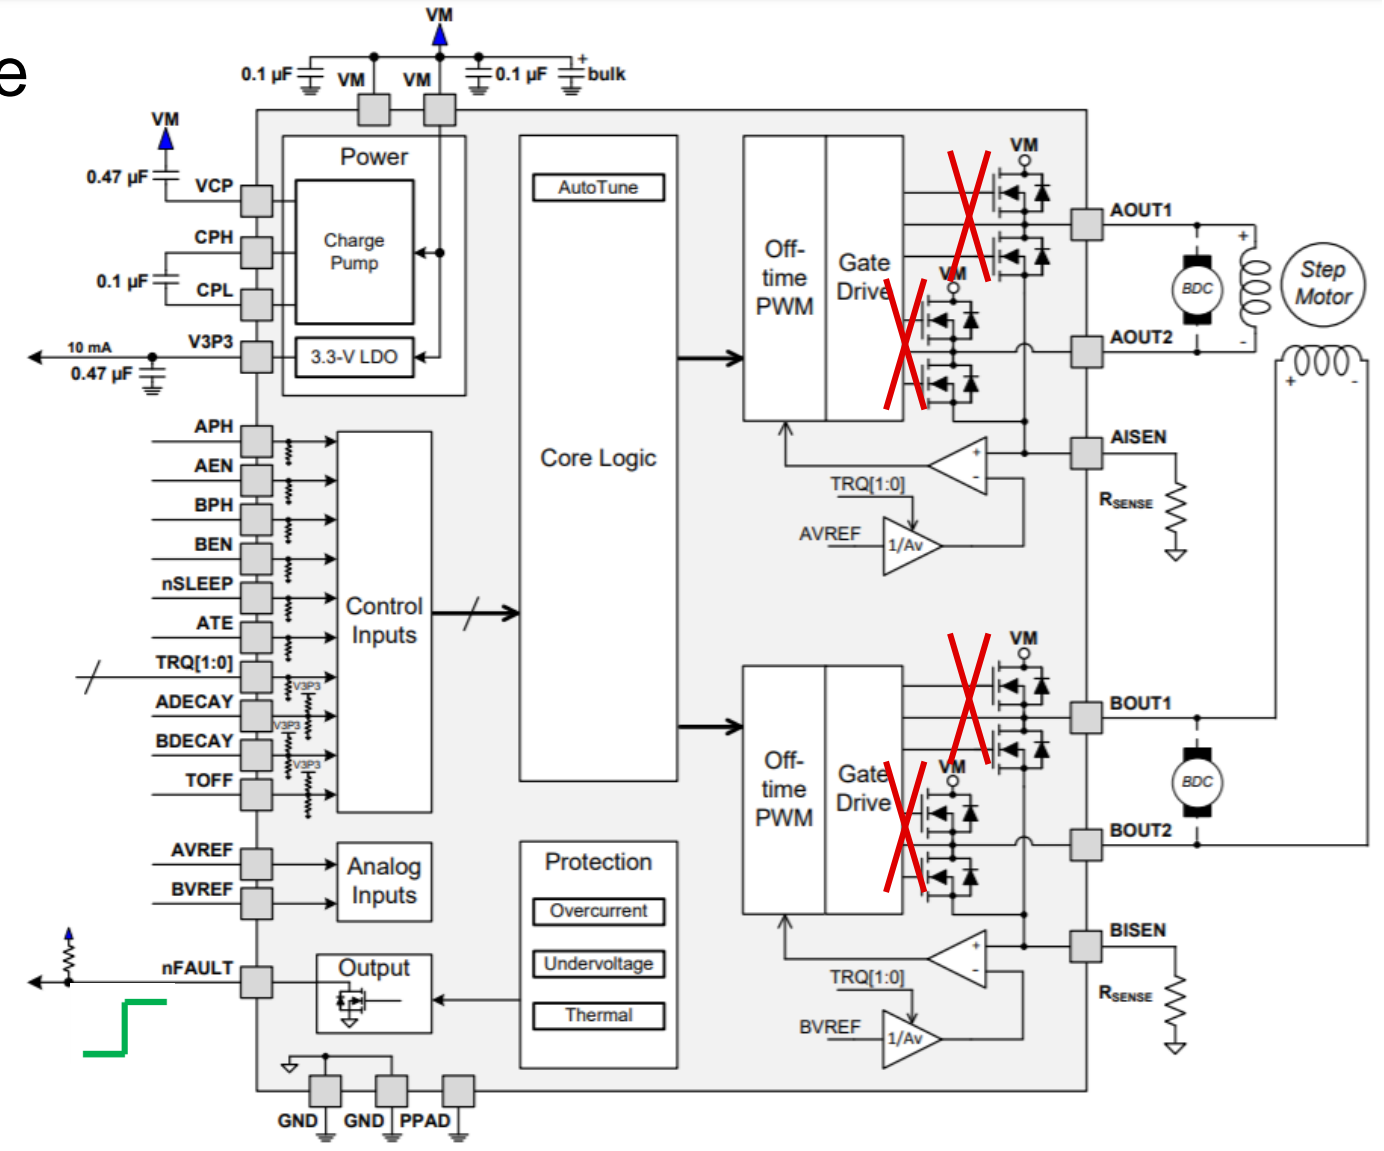 e
VM
0.1 µF
VM
VM
0.1 µF
+
bulk
VM
0.47 µF
VCP
CPH
0.1 µF
CPL
10 mA
V3P3
0.47 µF
Power
Charge
Pump
3.3-V LDO
APH
AEN
BPH
BEN
nSLEEP
ATE
TRQ[1:0]
ADECAY
BDECAY
TOFF
V3P3
V3P3
V3P3
Control
Inputs
AVREF
BVREF
Analog
Inputs
nFAULT
Output
GND
GND
PPAD
AutoTune
Core Logic
Protection
Overcurrent
Undervoltage
Thermal
Off-
time
PWM
Gate
Drive
VM
VM
AOUT1
+
BDC
Step
Motor
AOUT2
-
+
-
AISEN
+
-
TRQ[1:0]
AVREF
1/Av
RSENSE
Off-
time
PWM
Gate
Drive
VM
VM
BOUT1
BDC
BOUT2
BISEN
+
-
TRQ[1:0]
BVREF
1/Av
RSENSE